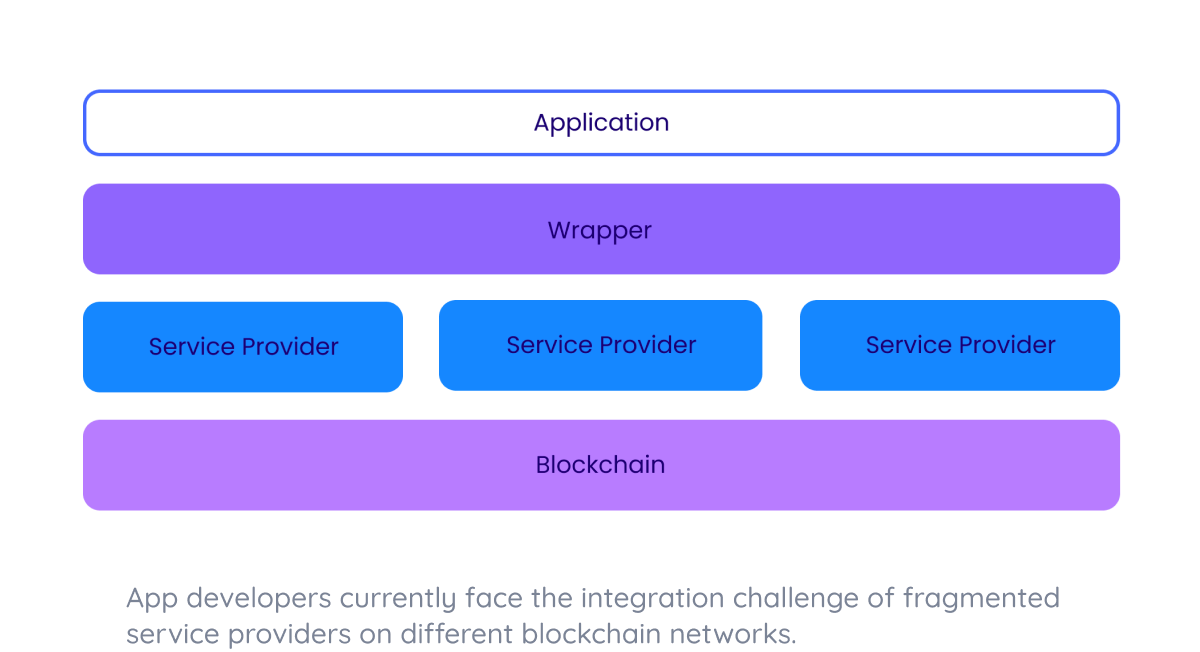 Application
Wrapper
Service Provider
Service Provider
Service Provider
Blockchain
App developers currently face the integration challenge of fragmented
service providers on different blockchain networks.